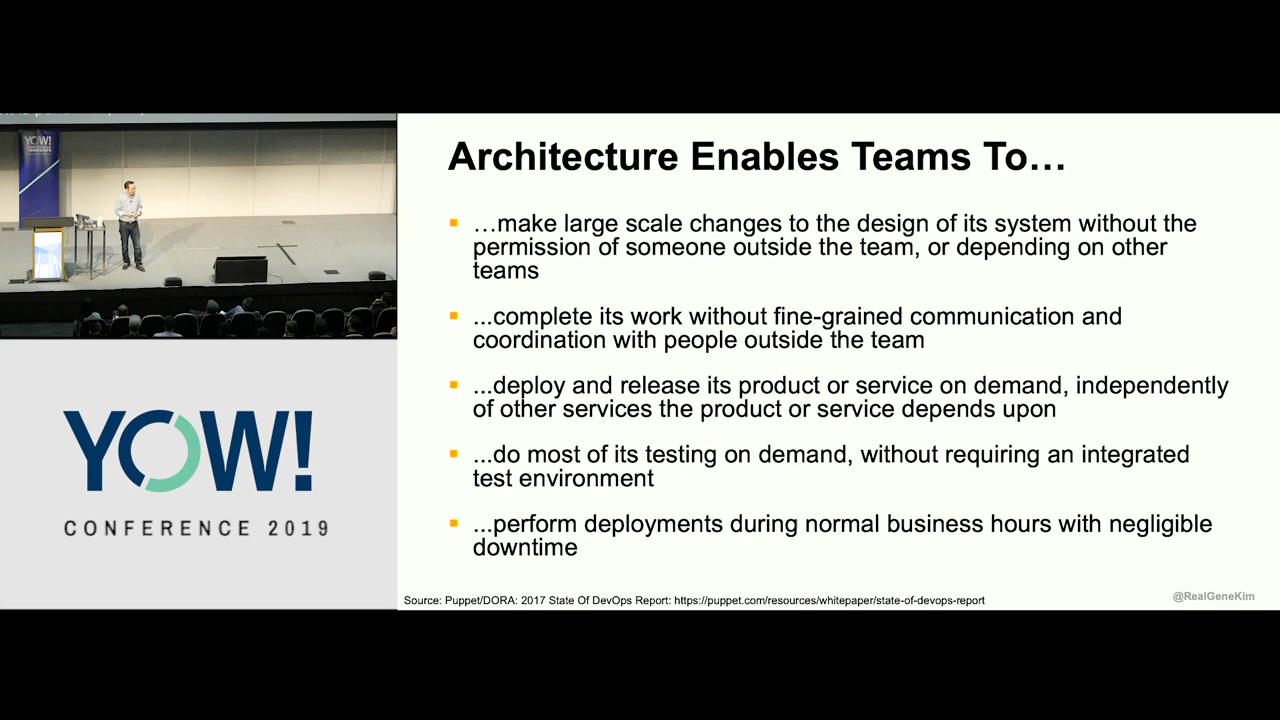 YOW!
Architecture Enables Teams To…
…make large scale changes to the design of its system without the
permission of someone outside the team, or depending on other
teams
...complete its work without fine-grained communication and
coordination with people outside the team
...deploy and release its product or service on demand, independently
of other services the product or service depends upon
...do most of its testing on demand, without requiring an integrated
test environment
...perform deployments during normal business hours with negligible
downtime
YOW!
CONFERENCE 2019
Source: Puppet/DORA: 2017 State Of DevOps Report: https://puppet.com/resources/whitepaper/state-of-devops-report
@RealGeneKim